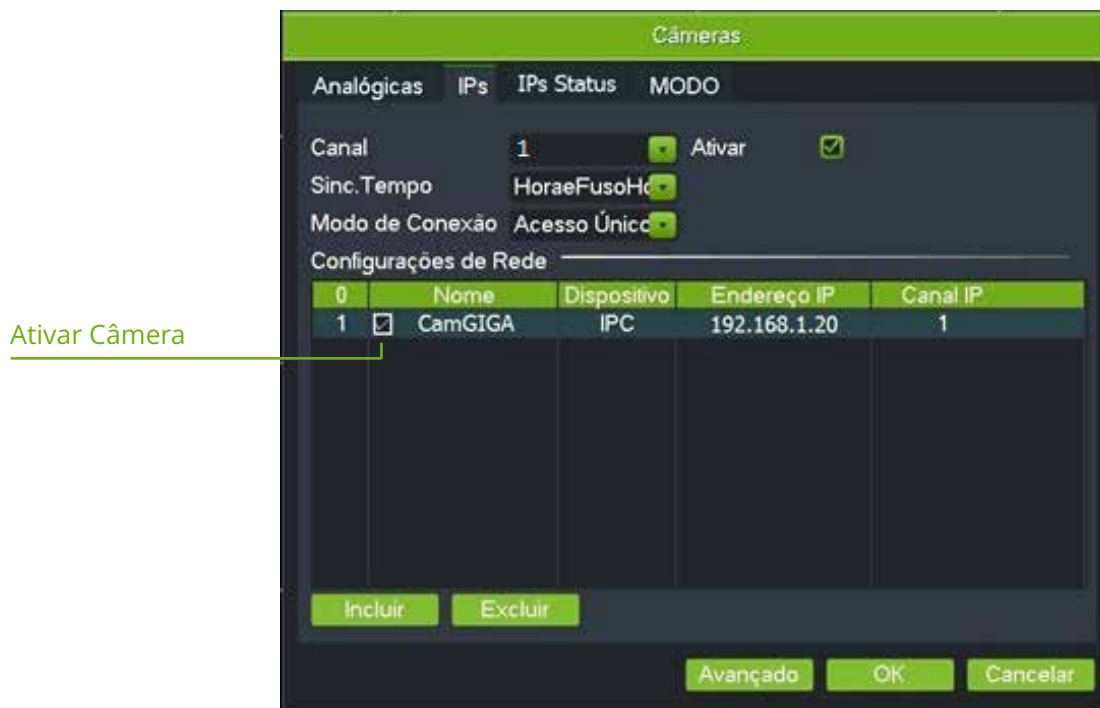 Câmeras
Analógicas IPs IPs Status MODO
Canal 1 Ativar
Sinc.Tempo HoraeFusoHo
Modo de Conexão Acesso Único
Configurações de Rede
0 Nome Dispositivo Endereço IP Canal IP
1 CamGIGA IPC 192.168.1.20 1
Ativar Câmera
Incluir Excluir
Avançado OK Cancelar